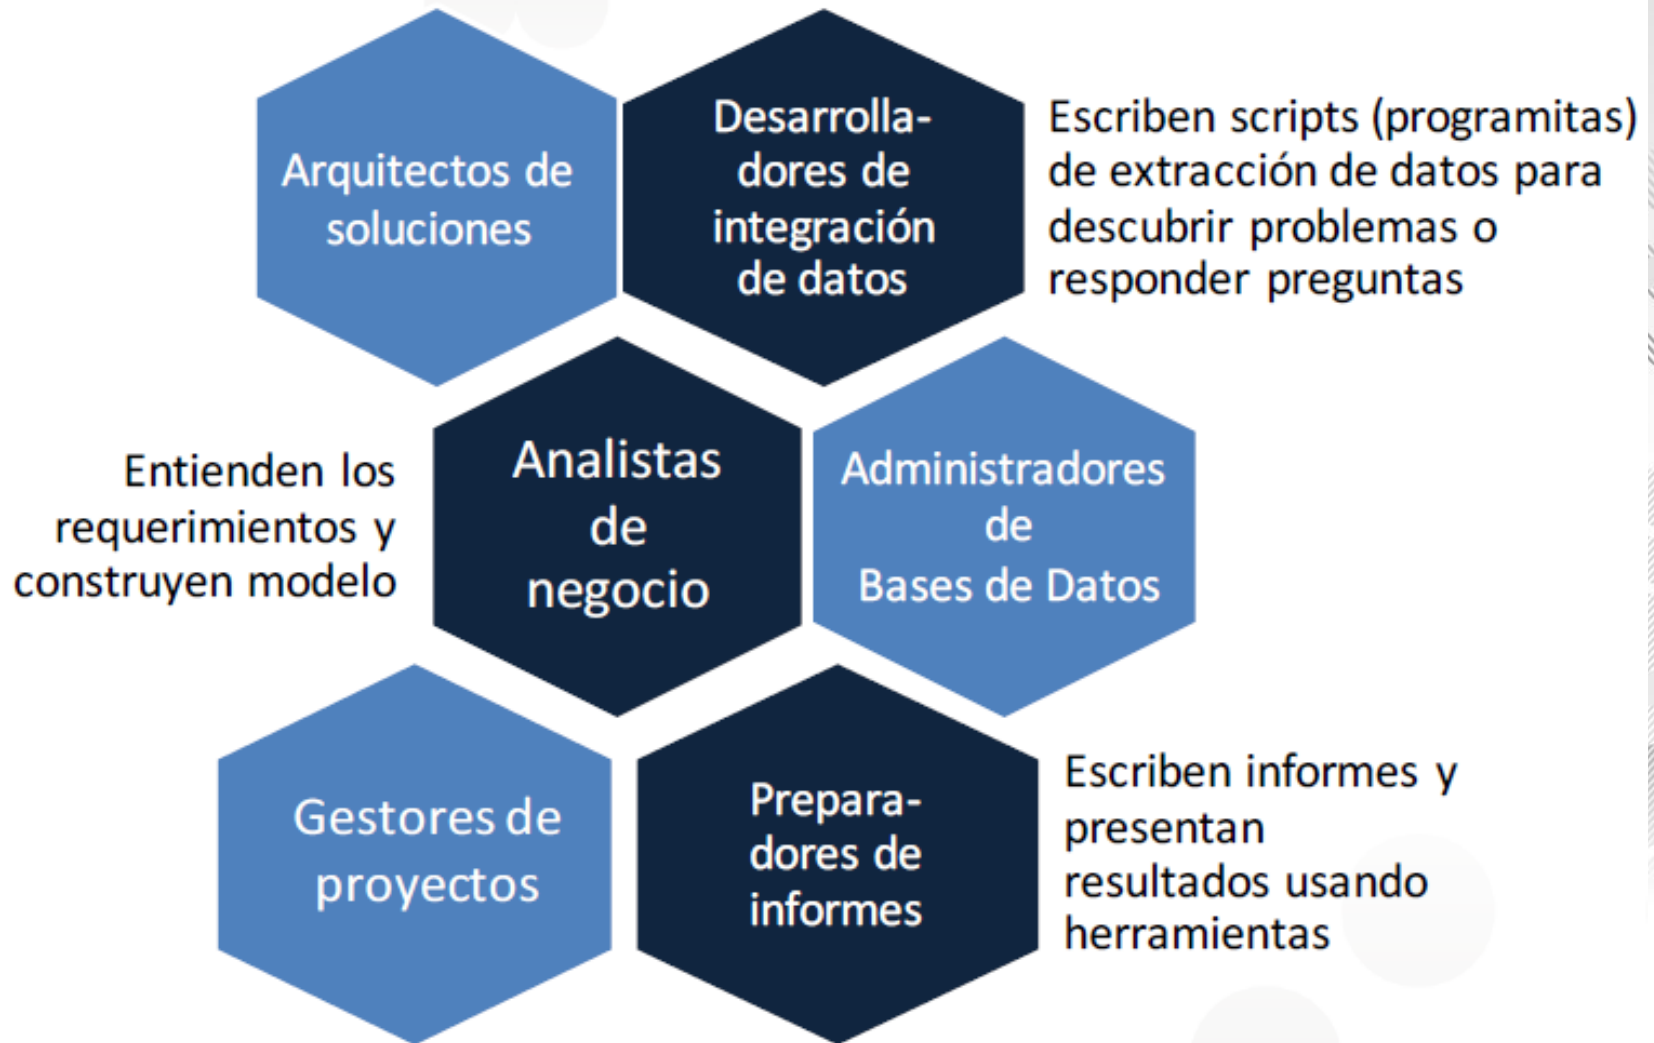 Arquitectos de
soluciones
Desarrolla-
dores de
integración
de datos
Escriben scripts (programitas)
de extracción de datos para
descubrir problemas o
responder preguntas
Entienden los
requerimientos y
construyen modelo
Analistas
de
negocio
Administradores
de
Bases de Datos
Gestores de
proyectos
Prepara-
dores de
informes
Escriben informes y
presentan
resultados usando
herramientas